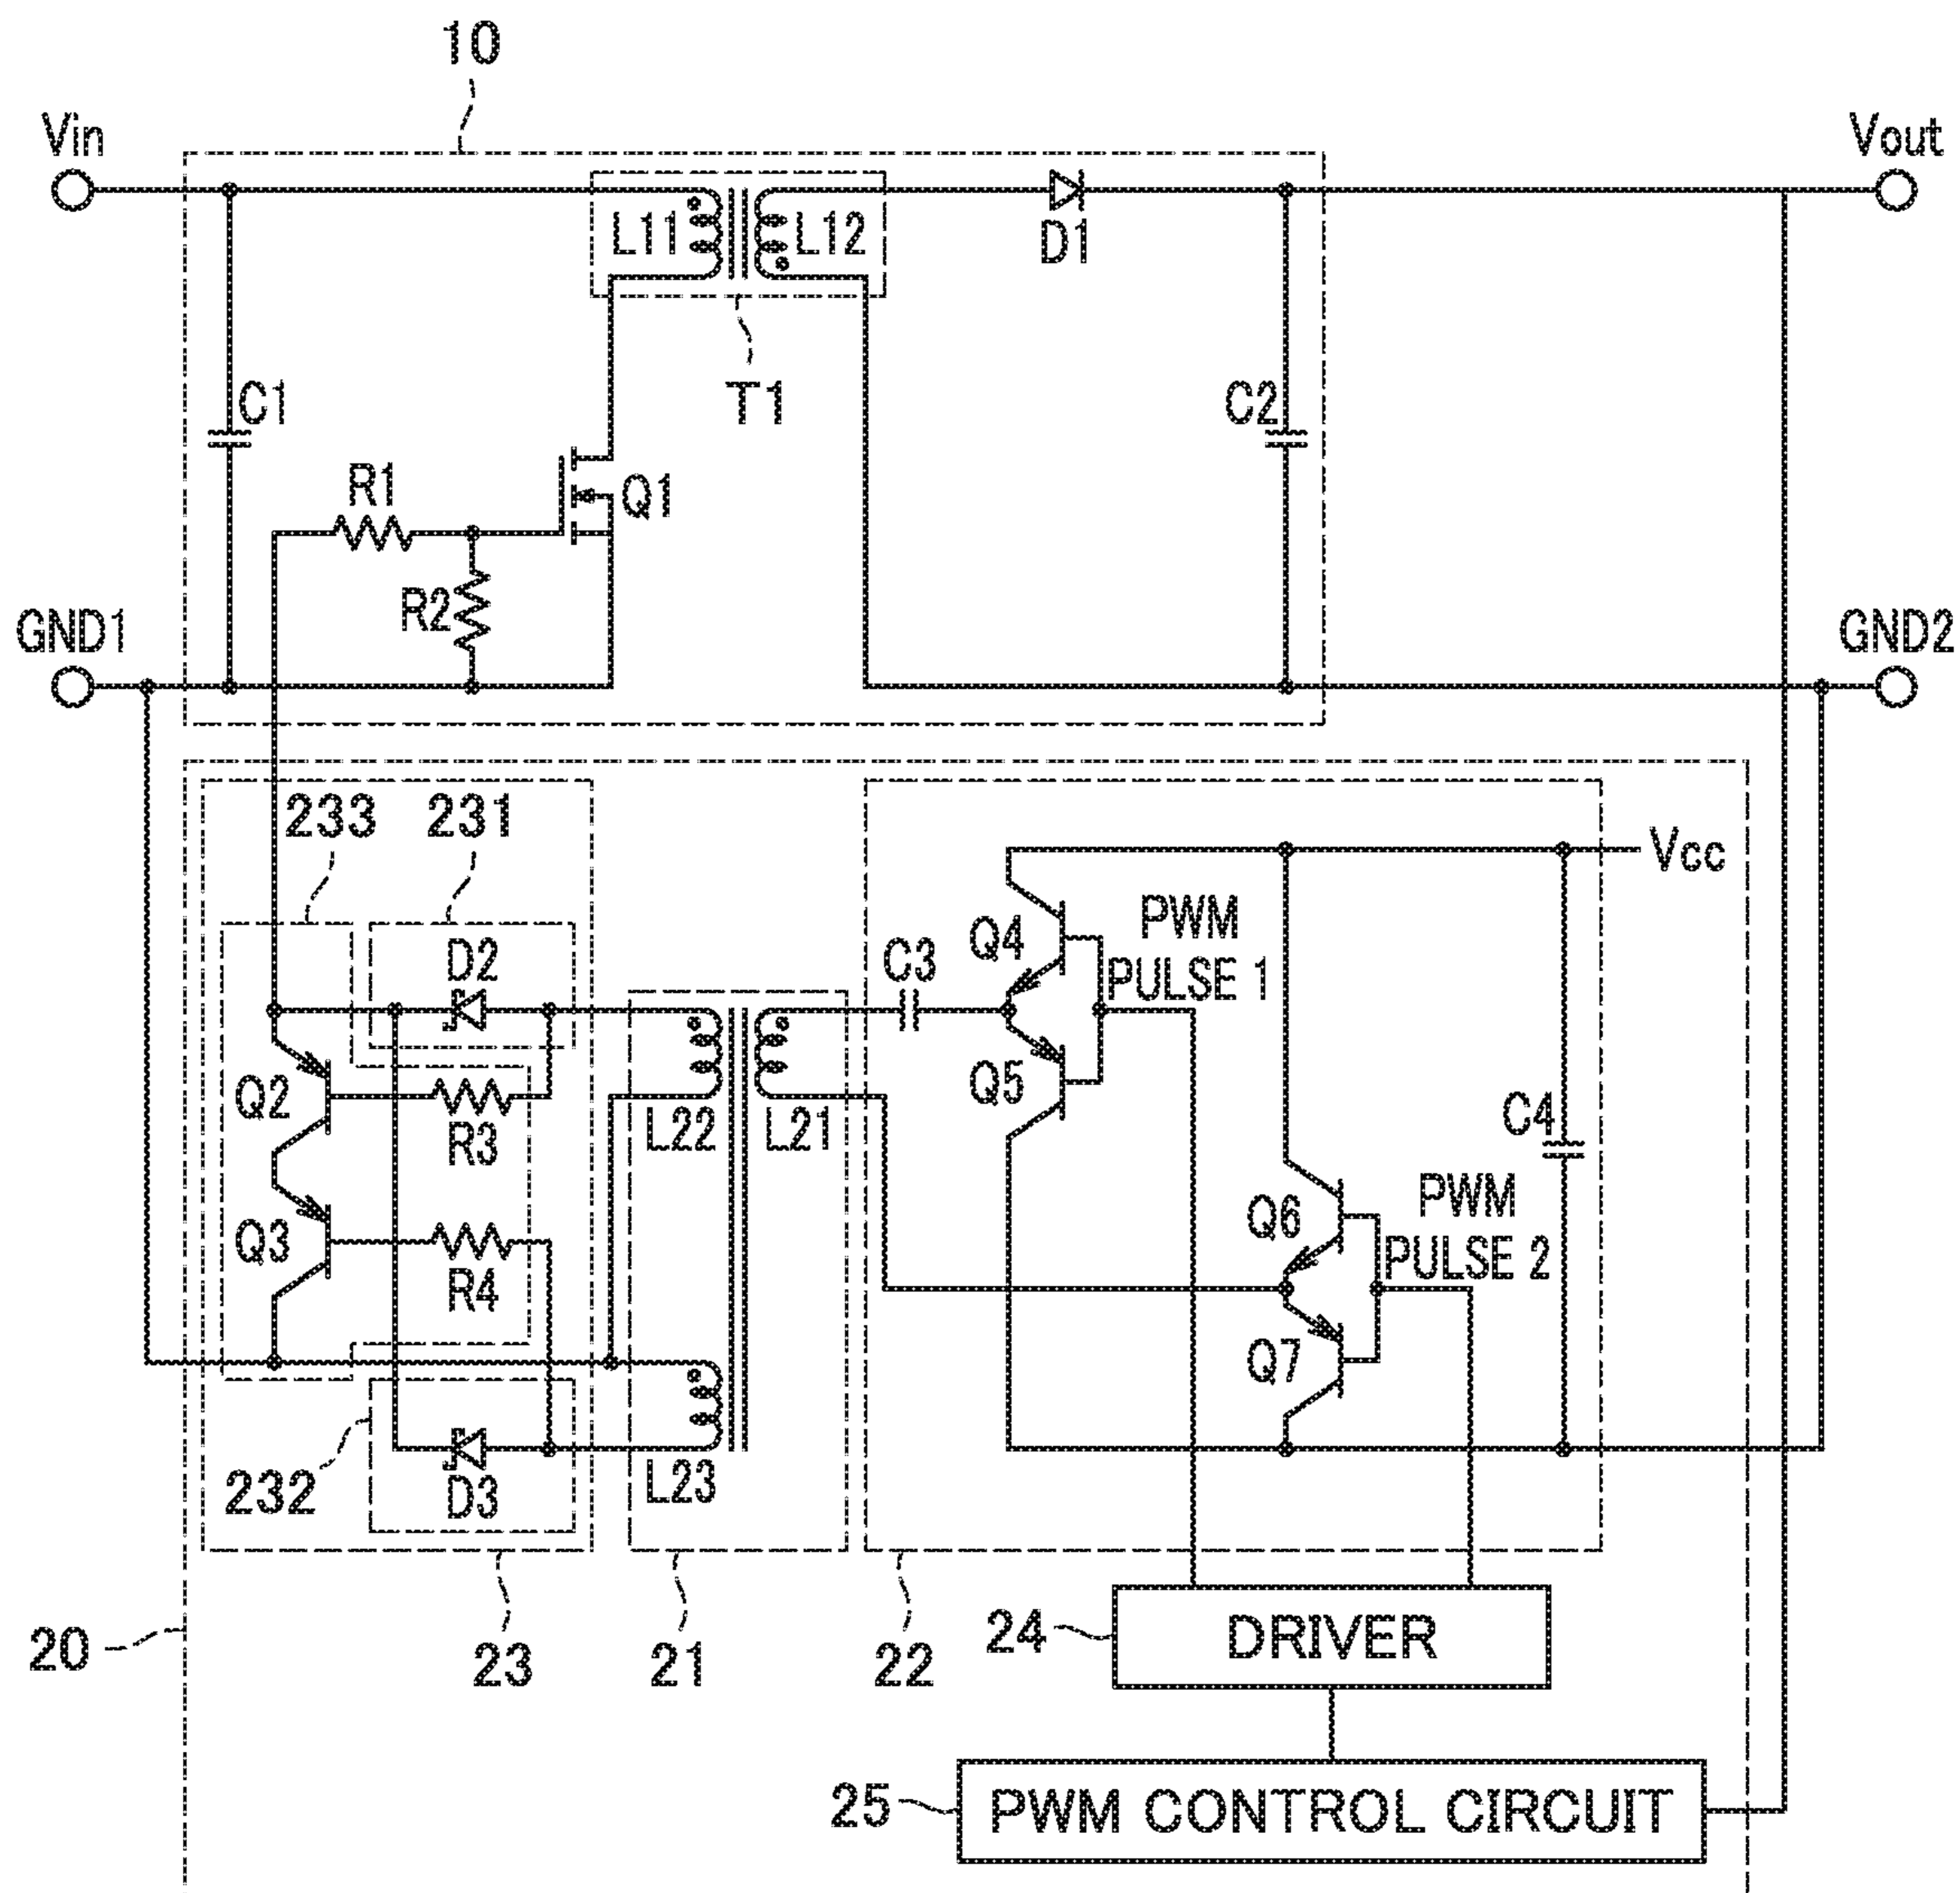 10
Vin
Vout
L11
L12
D1
T1
C1
C2
R1
Q1
R2
GND1
GND2
233
231
Vcc
D2
C3
Q4
PWM
PULSE 1
Q2
R3
L22
L21
Q5
C4
Q3
R4
Q6
PWM
PULSE 2
Q7
232
D3
L23
20
23
21
22
24
DRIVER
25
PWM CONTROL CIRCUIT